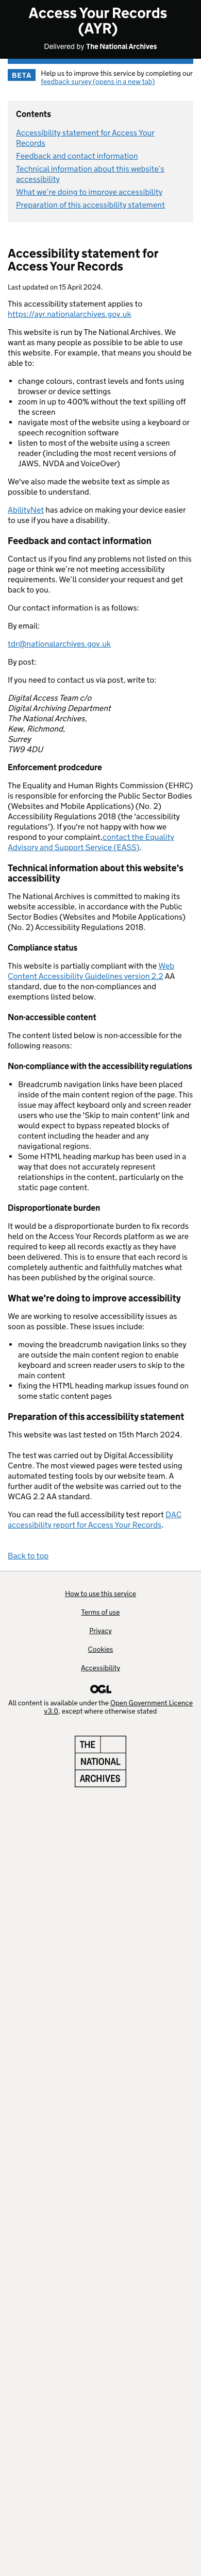 Access Your Records
(AYR)
Delivered by The National Archives
BETA
Help us to improve this service by completing our
feedback survey (opens in a new tab)
Contents
Accessibility statement for Access Your
Records
Feedback and contact information
Technical information about this website's
accessibility
What we're doing to improve accessibility
Preparation of this accessibility statement
Accessibility statement for
Access Your Records
Last updated on 15 April 2024.
This accessibility statement applies to
https://ayr.nationalarchives.gov.uk
This website is run by The National Archives. We
want as many people as possible to be able to use
this website. For example, that means you should be
able to:
• change colours, contrast levels and fonts using
browser or device settings
• zoom in up to 400% without the text spilling off
the screen
• navigate most of the website using a keyboard or
speech recognition software
• listen to most of the website using a screen
reader (including the most recent versions of
JAWS, NVDA and VoiceOver)
We've also made the website text as simple as
possible to understand.
AbilityNet has advice on making your device easier
to use if you have a disability.
Feedback and contact information
Contact us if you find any problems not listed on this
page or think we're not meeting accessibility
requirements. We'll consider your request and get
back to you.
Our contact information is as follows:
By email:
tdr@nationalarchives.gov.uk
By post:
If you need to contact us via post, write to:
Digital Access Team c/o
Digital Archiving Department
The National Archives,
Kew, Richmond,
Surrey
TW9 4DU
Enforcement prodcedure
The Equality and Human Rights Commission (EHRC)
is responsible for enforcing the Public Sector Bodies
(Websites and Mobile Applications) (No. 2)
Accessibility Regulations 2018 (the 'accessibility
regulations'). If you're not happy with how we
respond to your complaint,contact the Equality
Advisory and Support Service (EASS).
Technical information about this website's
accessibility
The National Archives is committed to making its
website accessible, in accordance with the Public
Sector Bodies (Websites and Mobile Applications)
(No. 2) Accessibility Regulations 2018.
Compliance status
This website is partially compliant with the Web
Content Accessibility Guidelines version 2.2 AA
standard, due to the non-compliances and
exemptions listed below.
Non-accessible content
The content listed below is non-accessible for the
following reasons:
Non-compliance with the accessibility regulations
• Breadcrumb navigation links have been placed
inside of the main content region of the page. This
issue may affect keyboard only and screen reader
users who use the 'Skip to main content' link and
would expect to bypass repeated blocks of
content including the header and any
navigational regions.
• Some HTML heading markup has been used in a
way that does not accurately represent
relationships in the content, particularly on the
static page content.
Disproportionate burden
It would be a disproportionate burden to fix records
held on the Access Your Records platform as we are
required to keep all records exactly as they have
been delivered. This is to ensure that each record is
completely authentic and faithfully matches what
has been published by the original source.
What we're doing to improve accessibility
We are working to resolve accessibility issues as
soon as possible. These issues include:
• moving the breadcrumb navigation links so they
are outside the main content region to enable
keyboard and screen reader users to skip to the
main content
• fixing the HTML heading markup issues found on
some static content pages
Preparation of this accessibility statement
This website was last tested on 15th March 2024.
The test was carried out by Digital Accessibility
Centre. The most viewed pages were tested using
automated testing tools by our website team. A
further audit of the website was carried out to the
WCAG 2.2 AA standard.
You can read the full accessibility test report DAC
accessibility report for Access Your Records.
Back to top
How to use this service
Terms of use
Privacy
Cookies
Accessibility
OGL
All content is available under the Open Government Licence
v3.0, except where otherwise stated
THE
NATIONAL
ARCHIVES